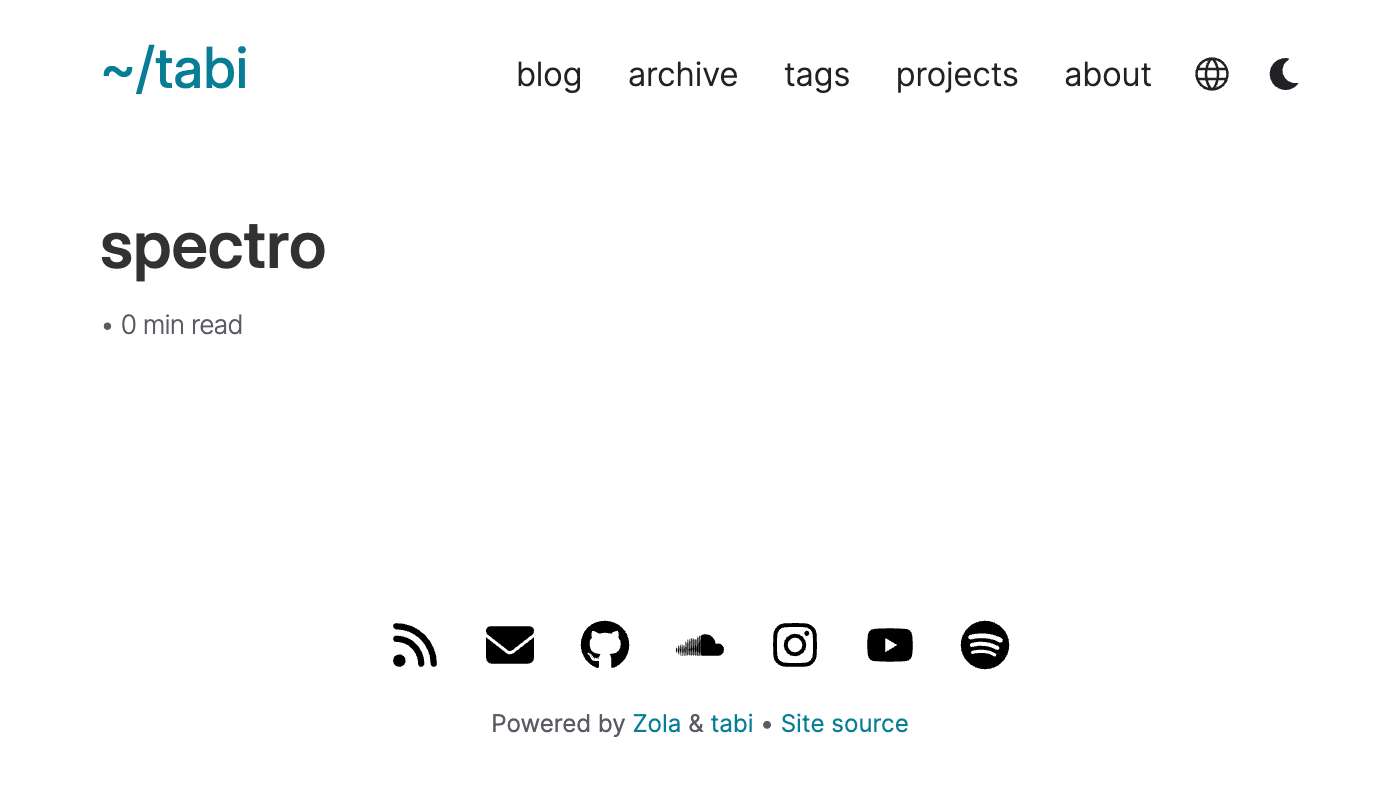 ~/tabi
blog archive tags projects about
spectro
• 0 min read
Powered by Zola & tabi • Site source